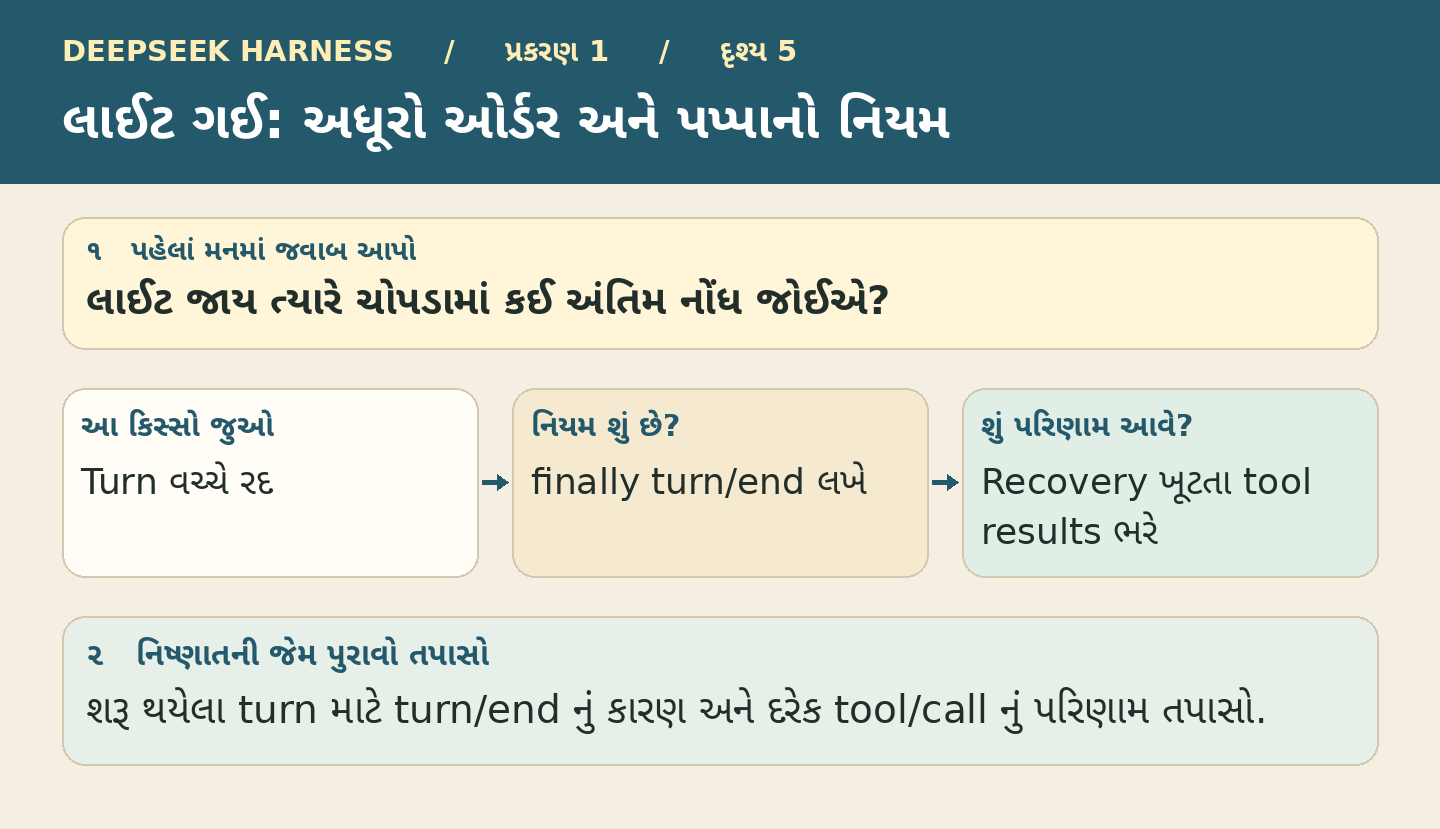 DEEPSEEK HARNESS / પ્રકરણ 1 / દૃશ્ય 5
લાઈટ ગઈ: અધૂરો ઓર્ડર અને પપ્પાનો નિયમ
૧ પહેલાં મનમાં જવાબ આપો
લાઈટ જાય ત્યારે ચોપડામાં કઈ અંતિમ નોંધ જોઈએ?
આ કિસ્સો જુઓ
Turn વચ્ચે રદ
નિયમ શું છે?
finally turn/end લખે
શું પરિણામ આવે?
Recovery ખૂટતા tool
results ભરે
૨ નિષ્ણાતની જેમ પુરાવો તપાસો
શરૂ થયેલા turn માટે turn/end નું કારણ અને દરેક tool/call નું પરિણામ તપાસો.